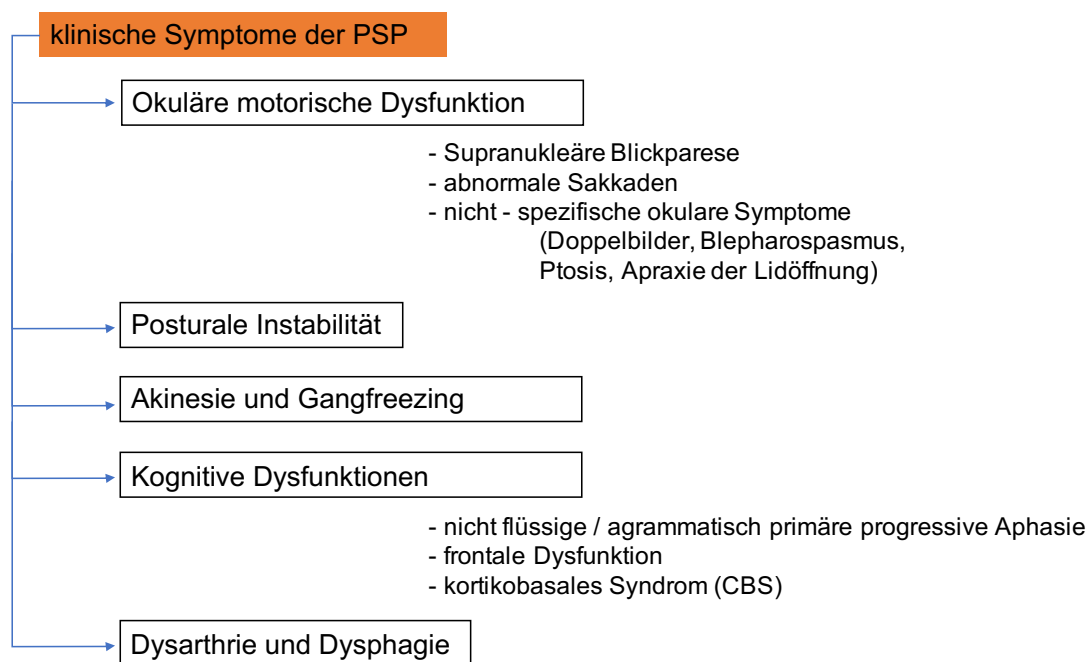 klinische Symptome der PSP
Okuläre motorische Dysfunktion
- Supranukleäre Blickparese
- abnormale Sakkaden
- nicht - spezifische okulare Symptome
(Doppelbilder, Blepharospasmus,
Ptosis, Apraxie der Lidöffnung)
Posturale Instabilität
Akinesie und Gangfreezing
Kognitive Dysfunktionen
- nicht flüssige / agrammatisch primäre progressive Aphasie
- frontale Dysfunktion
- kortikobasales Syndrom (CBS)
Dysarthrie und Dysphagie